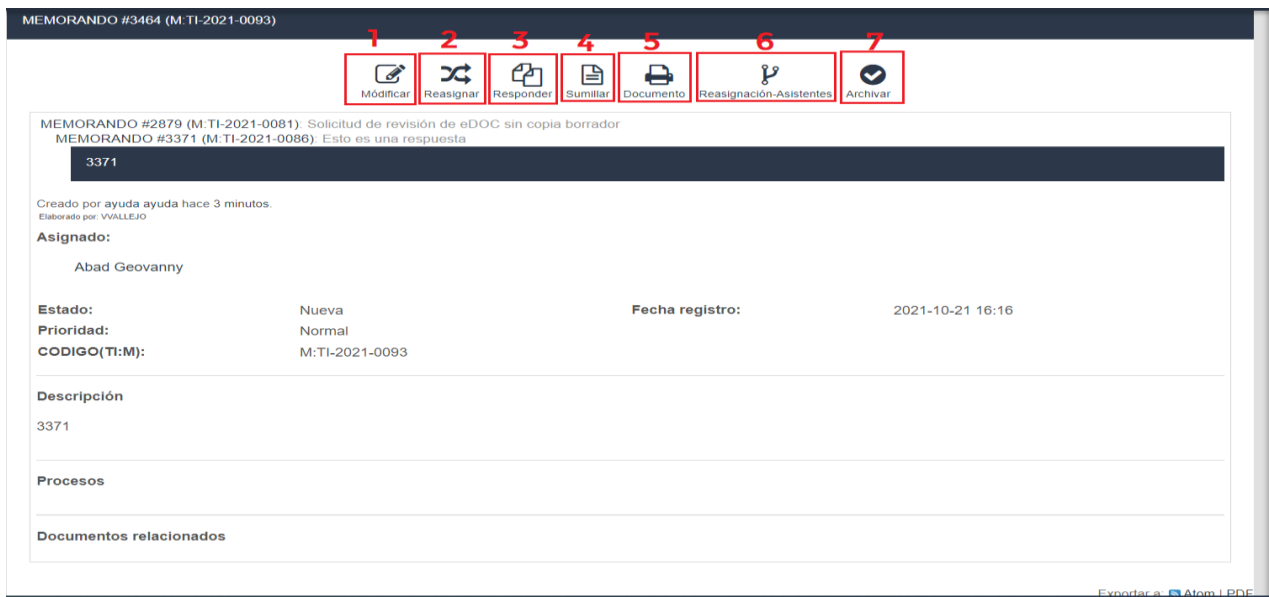 MEMORANDO #3464 (M:TI-2021-0093)
1 2 3 4 5 6 7
Módificar Reasignar Responder Sumillar Documento Reasignación-Asistentes Archivar
MEMORANDO #2879 (M:TI-2021-0081): Solicitud de revisión de eDOC sin copia borrador
MEMORANDO #3371 (M:TI-2021-0086): Esto es una respuesta
3371
Creado por ayuda ayuda hace 3 minutos.
Elaborado por: VVALLEJO
Asignado:
Abad Geovanny
Estado: Nueva Fecha registro: 2021-10-21 16:16
Prioridad: Normal
CODIGO(TI:M): M:TI-2021-0093
Descripción
3371
Procesos
Documentos relacionados
Exportar a: Atom | PDF